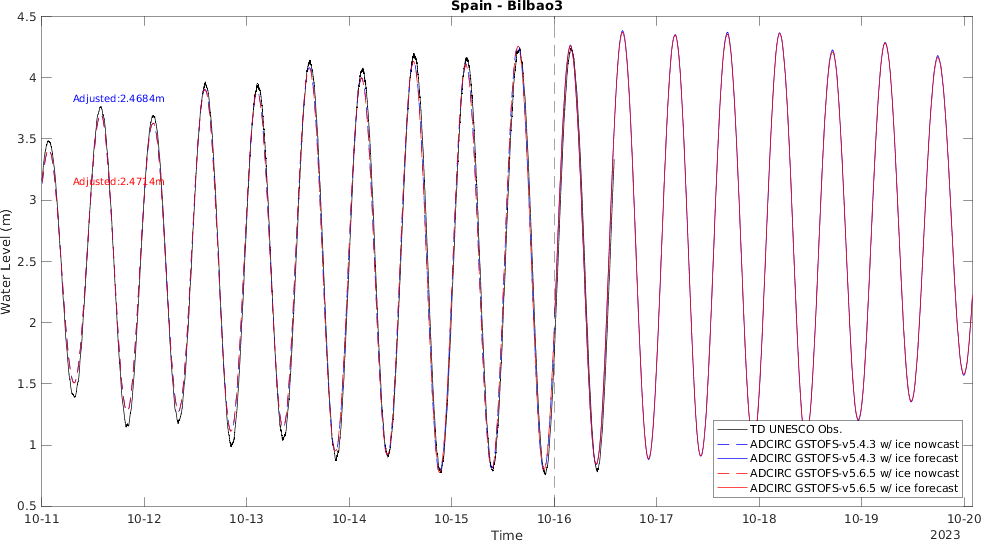 Spain - Bilbao3
4.5
4
3.5
3
2.5
2
1.5
1
0.5
Water Level (m)
Adjusted:2.4684m
Adjusted:2.4714m
TD UNESCO Obs.
ADCIRC GSTOFS-v5.4.3 w/ ice nowcast
ADCIRC GSTOFS-v5.4.3 w/ ice forecast
ADCIRC GSTOFS-v5.6.5 w/ ice nowcast
ADCIRC GSTOFS-v5.6.5 w/ ice forecast
10-11 10-12 10-13 10-14 10-15 10-16 10-17 10-18 10-19 10-20
Time
2023